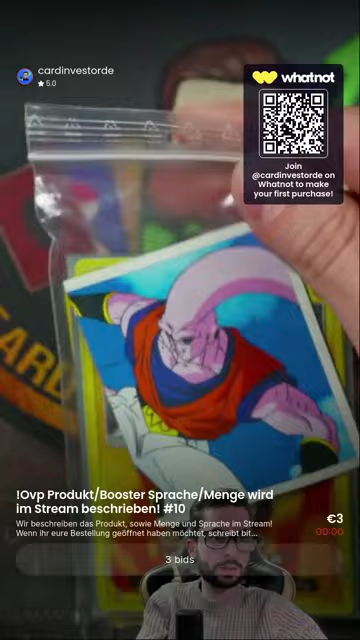 cardinvestorde
★ 5.0
whatnot
Join
@cardinvestorde on
Whatnot to make
your first purchase!
ARD
!Ovp Produkt/Booster Sprache/Menge wird
im Stream beschrieben! #10
€3
Wir beschreiben das Produkt, sowie Menge und Sprache im Stream!
00:00
Wenn ihr eure Bestellung geöffnet haben möchtet, schreibt bit...
3 bids